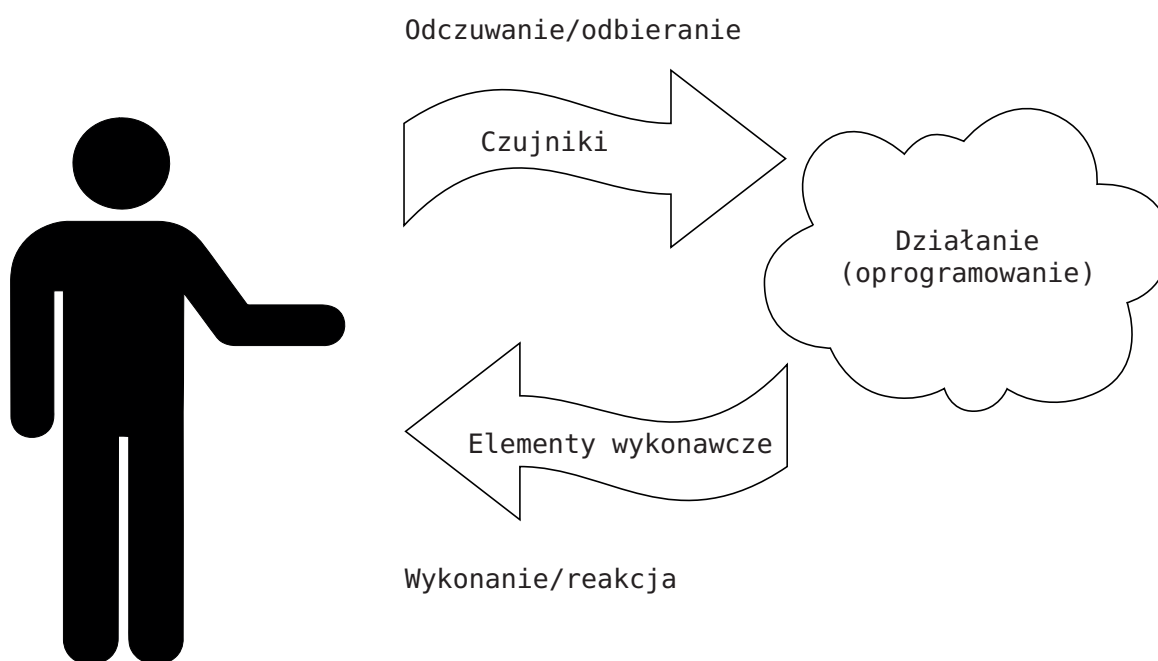 Odczuwanie/odbieranie
Czujniki
Działanie
(oprogramowanie)
Elementy wykonawcze
Wykonanie/reakcja